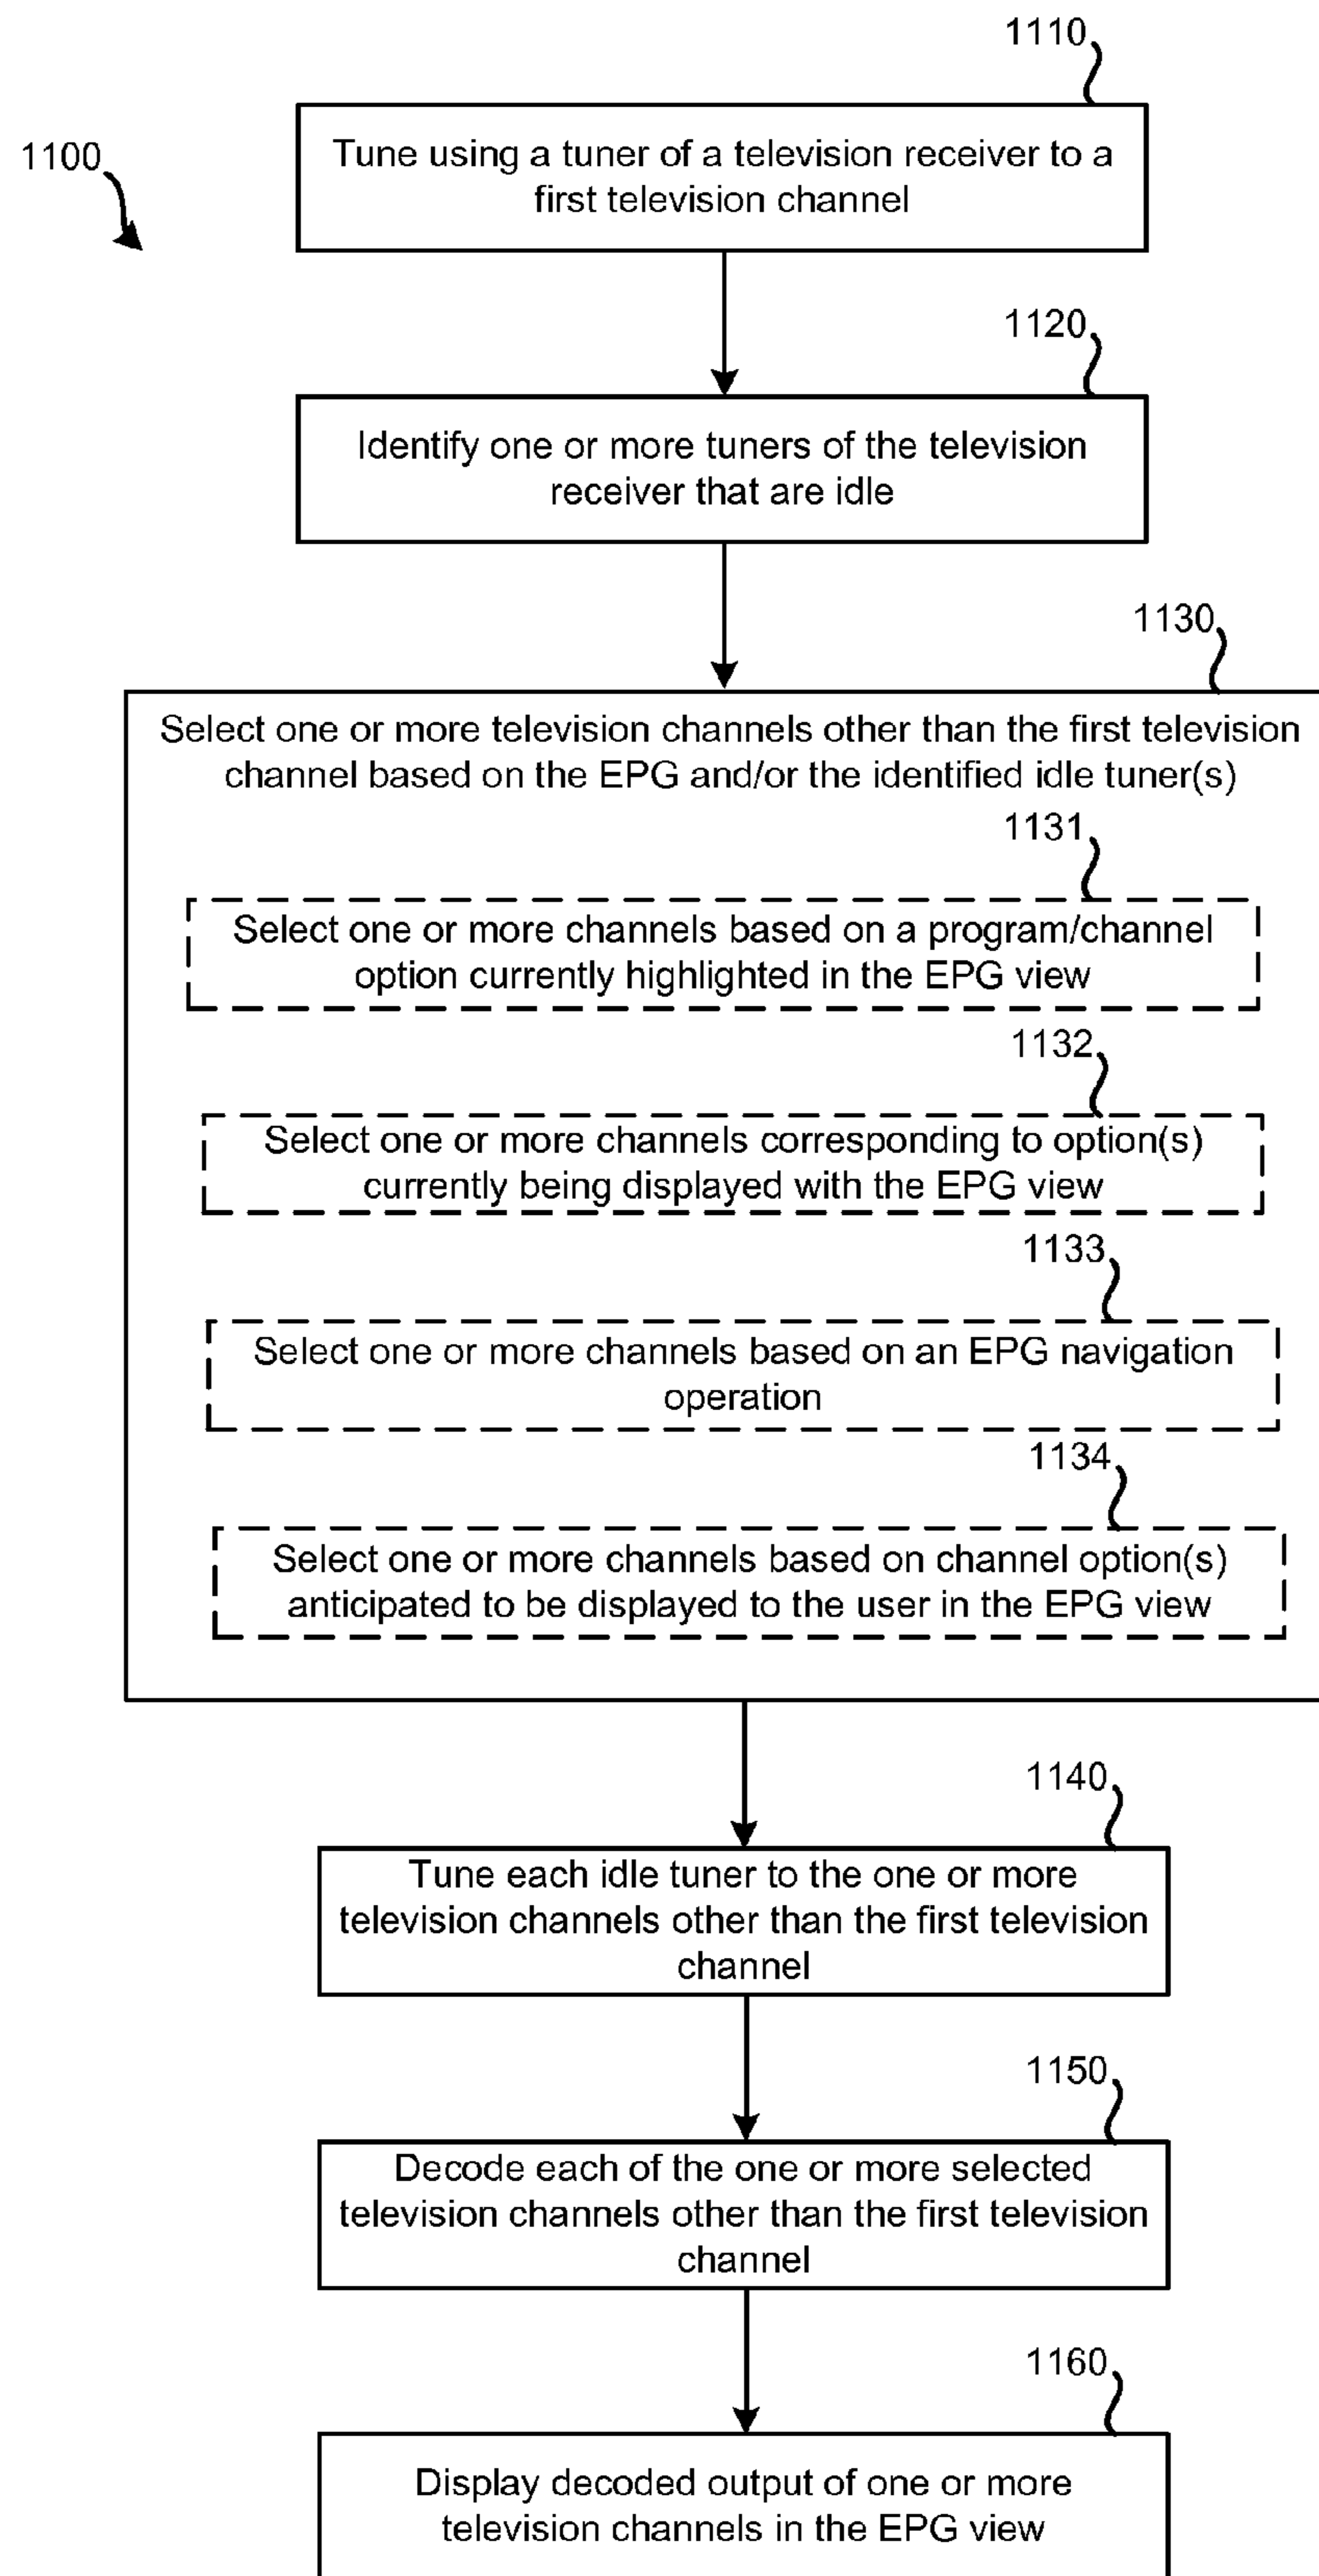 1110
1100
Tune using a tuner of a television receiver to a
first television channel
1120
Identify one or more tuners of the television
receiver that are idle
1130
Select one or more television channels other than the first television
channel based on the EPG and/or the identified idle tuner(s)
1131
Select one or more channels based on a program/channel
option currently highlighted in the EPG view
1132
Select one or more channels corresponding to option(s)
currently being displayed with the EPG view
1133
Select one or more channels based on an EPG navigation
operation
1134
Select one or more channels based on channel option(s)
anticipated to be displayed to the user in the EPG view
1140
Tune each idle tuner to the one or more
television channels other than the first television
channel
1150
Decode each of the one or more selected
television channels other than the first television
channel
1160
Display decoded output of one or more
television channels in the EPG view